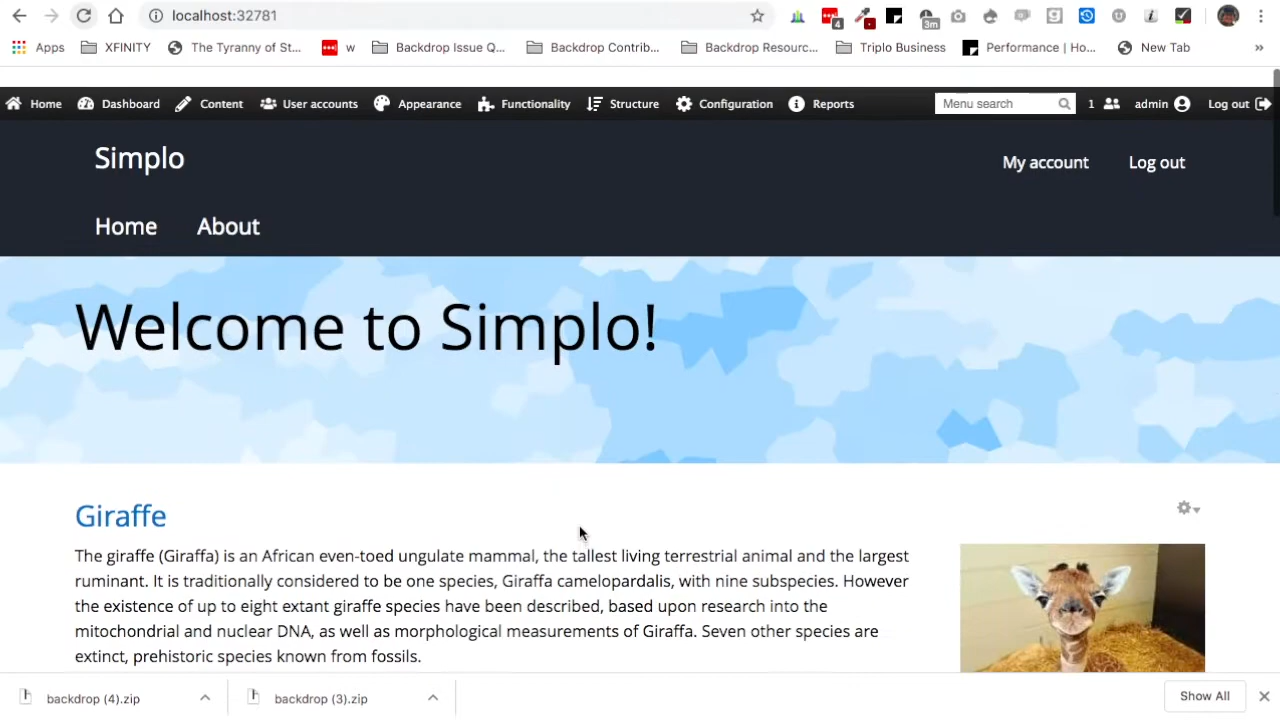 localhost:32781
4
3m
Apps XFINITY The Tyranny of St... w Backdrop Issue Q... Backdrop Contrib... Backdrop Resourc... Triplo Business Performance | Ho... New Tab »
Home Dashboard Content User accounts Appearance Functionality Structure Configuration Reports Menu search 1 admin Log out
Simplo
My account Log out
Home About
Welcome to Simplo!
Giraffe
The giraffe (Giraffa) is an African even-toed ungulate mammal, the tallest living terrestrial animal and the largest
ruminant. It is traditionally considered to be one species, Giraffa camelopardalis, with nine subspecies. However
the existence of up to eight extant giraffe species have been described, based upon research into the
mitochondrial and nuclear DNA, as well as morphological measurements of Giraffa. Seven other species are
extinct, prehistoric species known from fossils.
backdrop (4).zip backdrop (3).zip Show All